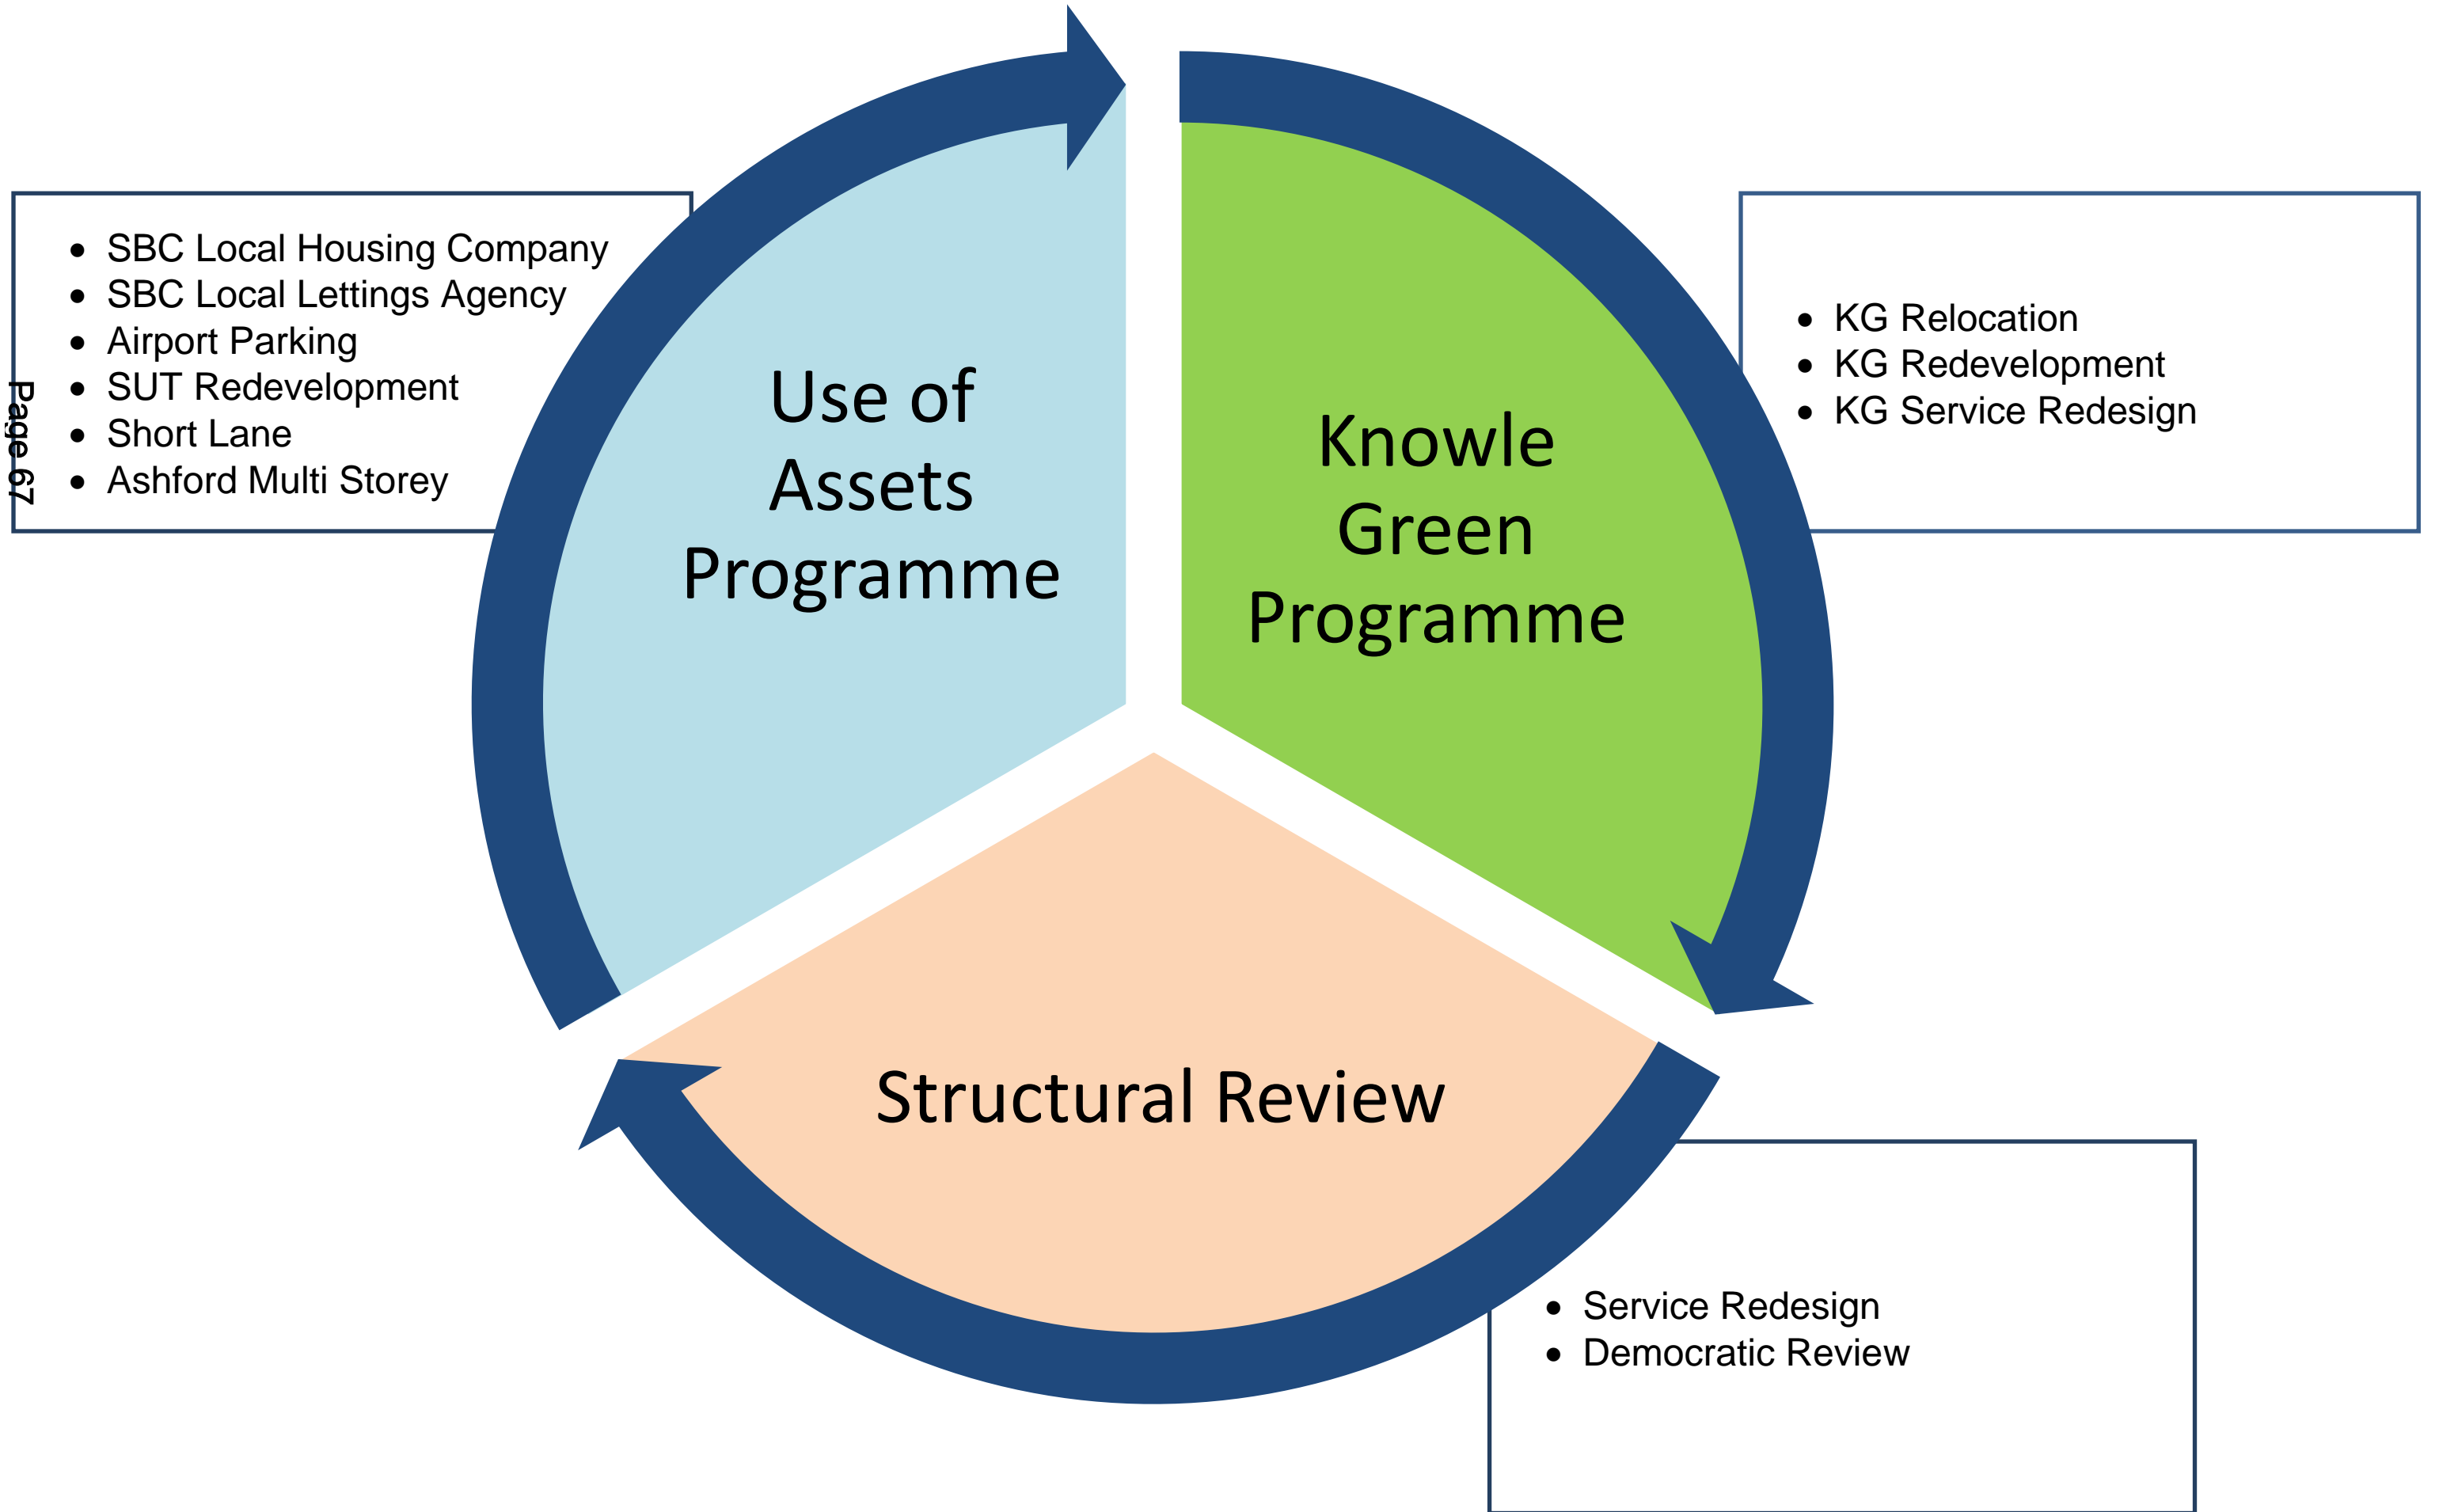 • SBC Local Housing Company
• SBC Local Lettings Agency
• Airport Parking
• SUT Redevelopment
• Short Lane
• Ashford Multi Storey
Page 67
Use of
Assets
Programme
Knowle
Green
Programme
• KG Relocation
• KG Redevelopment
• KG Service Redesign
Structural Review
• Service Redesign
• Democratic Review